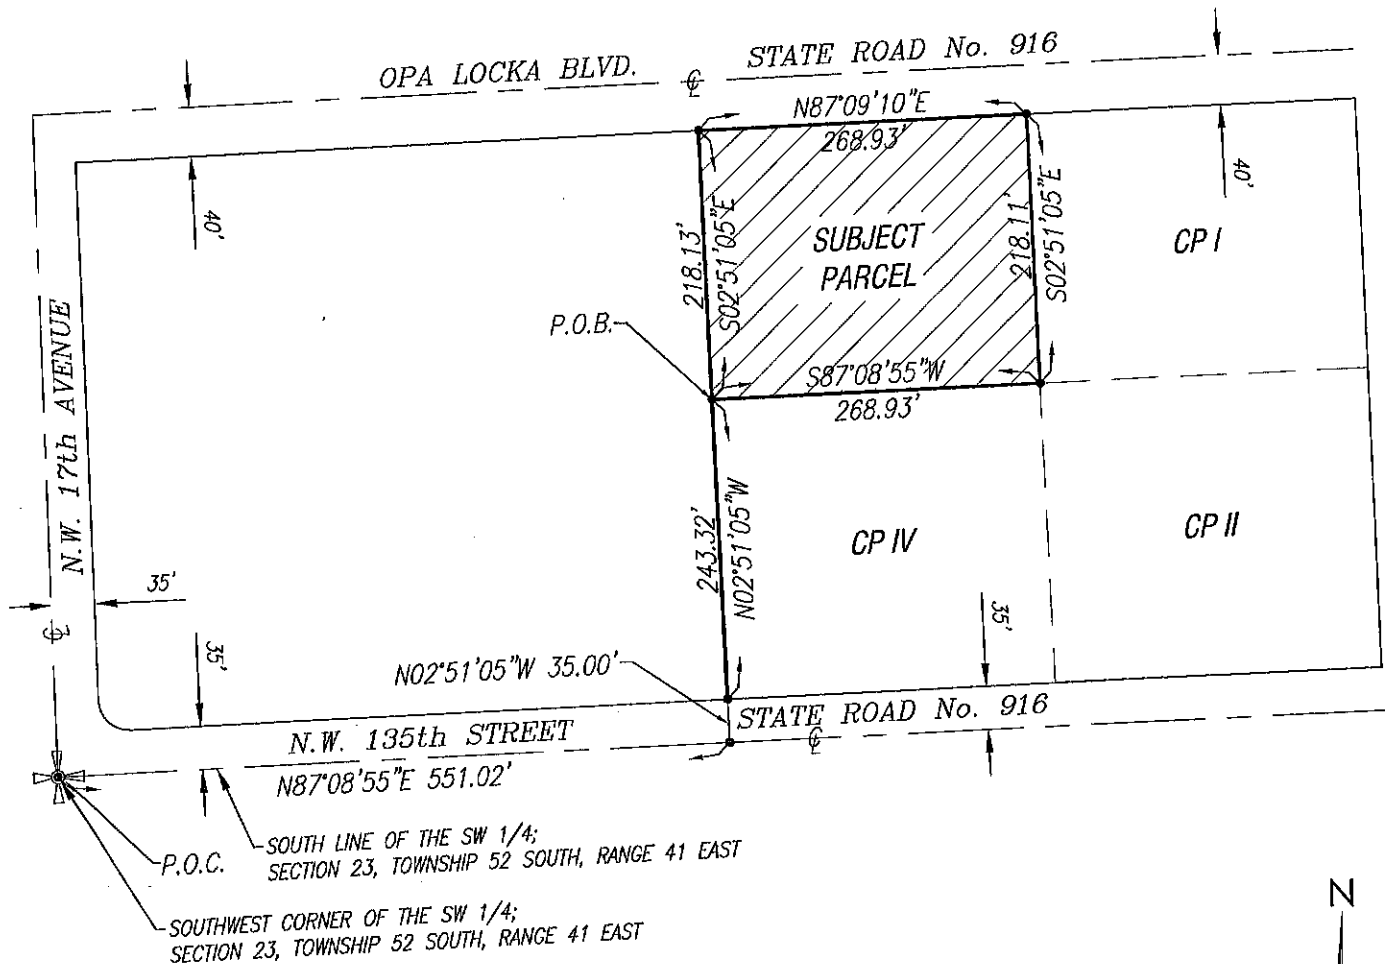 OPA LOCKA BLVD.
STATE ROAD No. 916
N87°09'10"E
268.93'
40'
40'
218.13'
S02°51'05"E
SUBJECT
PARCEL
218.11'
S02°51'05"E
CP I
P.O.B.
S87°08'55"W
268.93'
N.W. 17th AVENUE
243.32'
N02°51'05"W
CP IV
CP II
35'
35'
35'
N02°51'05"W 35.00'
STATE ROAD No. 916
N.W. 135th STREET
N87°08'55"E 551.02'
P.O.C.
SOUTH LINE OF THE SW 1/4;
SECTION 23, TOWNSHIP 52 SOUTH, RANGE 41 EAST
SOUTHWEST CORNER OF THE SW 1/4;
SECTION 23, TOWNSHIP 52 SOUTH, RANGE 41 EAST
N